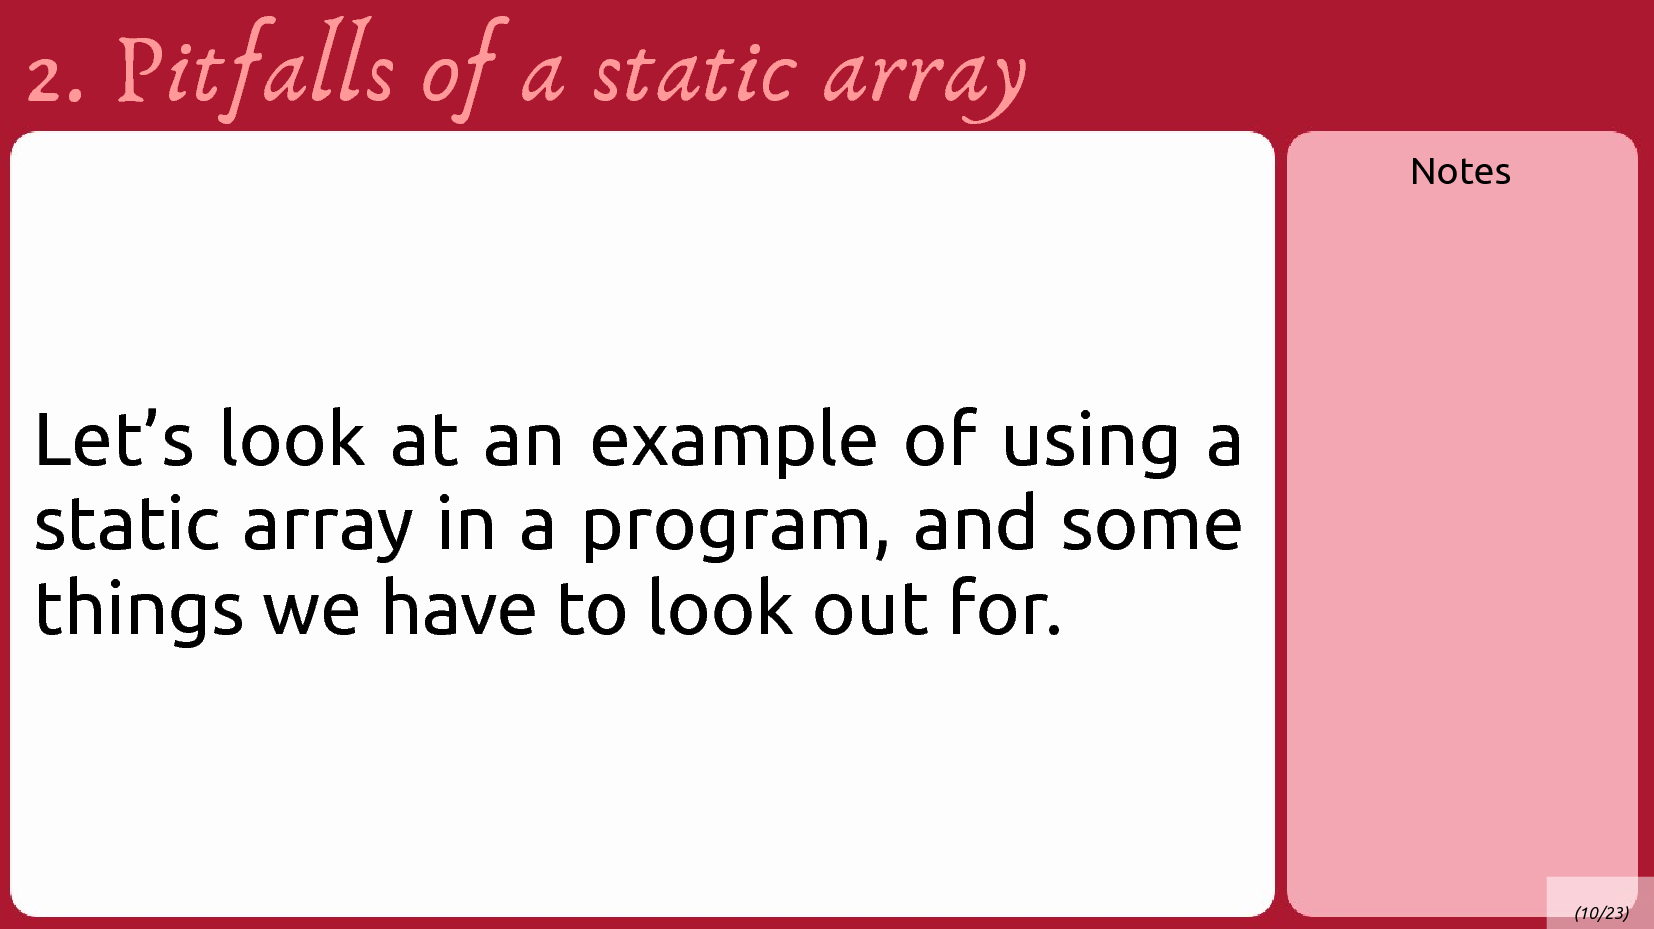 2. Pitfalls of a static array
Notes
Let’s look at an example of using a
static array in a program, and some
things we have to look out for.
(10/23)